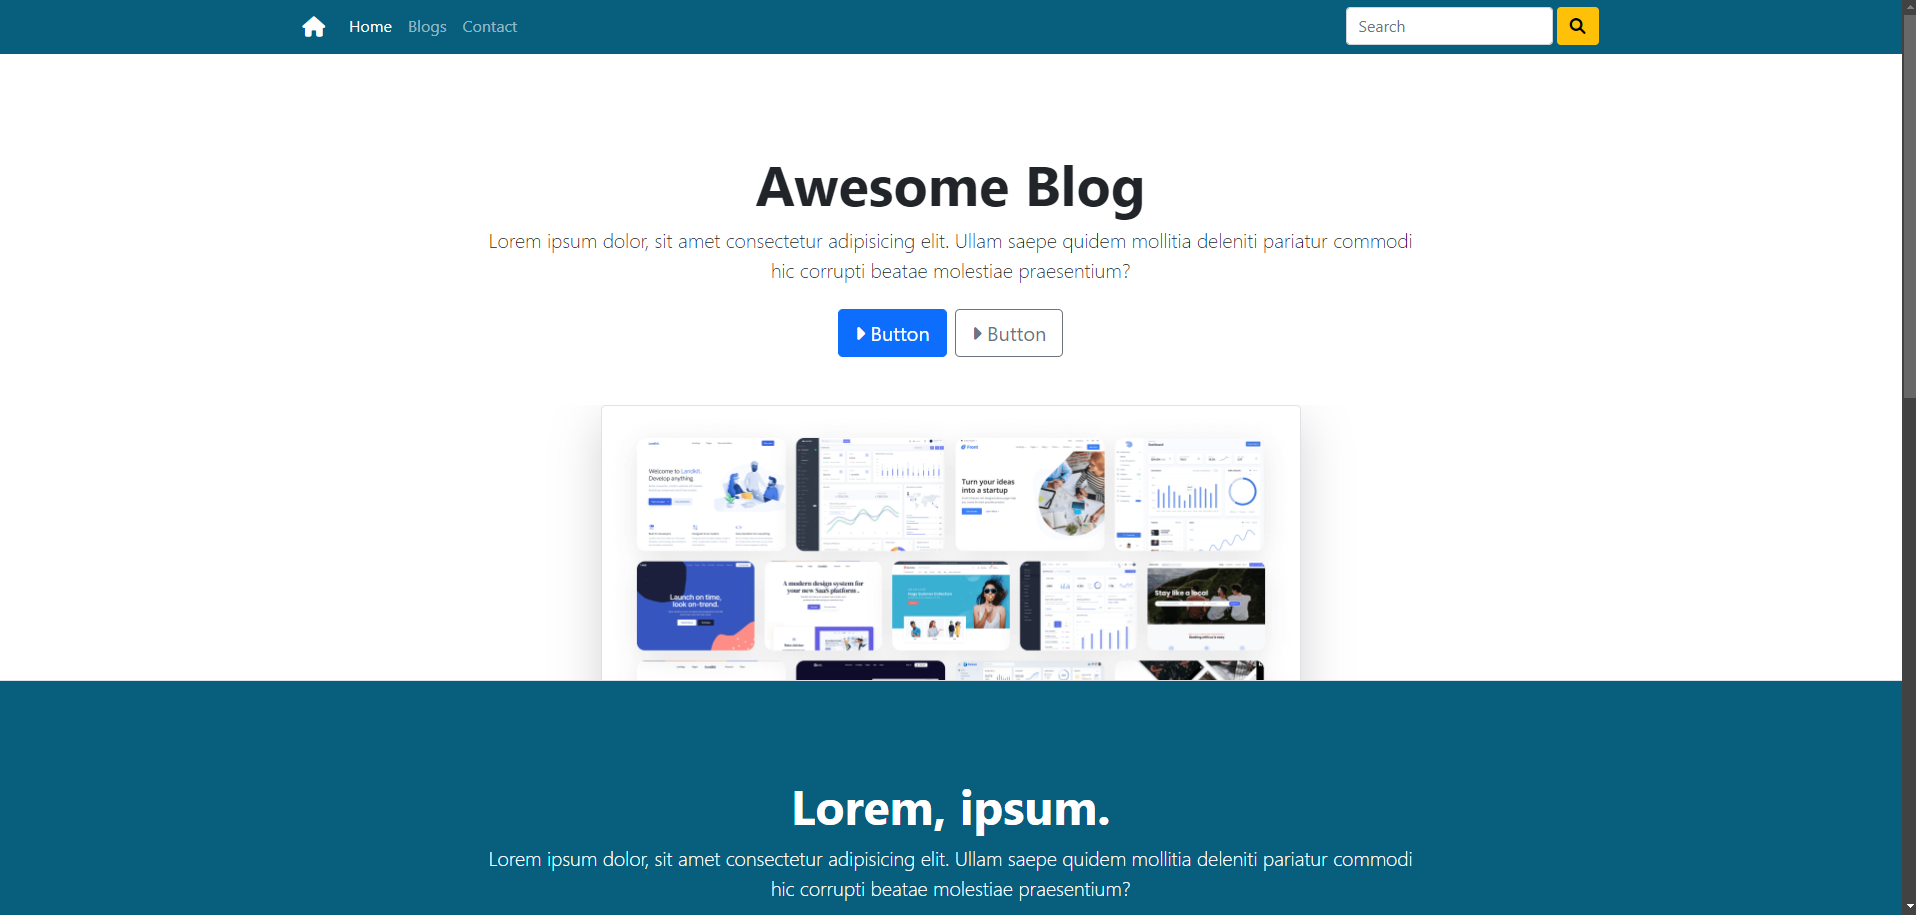 Home Blogs Contact Search
Awesome Blog
Lorem ipsum dolor, sit amet consectetur adipisicing elit. Ullam saepe quidem mollitia deleniti pariatur commodi
hic corrupti beatae molestiae praesentium?
Button Button
Welcome to Landkit.
Develop anything.
Turn your ideas
into a startup
Launch on time,
look on-trend.
A modern design system for
your new SaaS platform .
Stay like a local
Lorem, ipsum.
Lorem ipsum dolor, sit amet consectetur adipisicing elit. Ullam saepe quidem mollitia deleniti pariatur commodi
hic corrupti beatae molestiae praesentium?